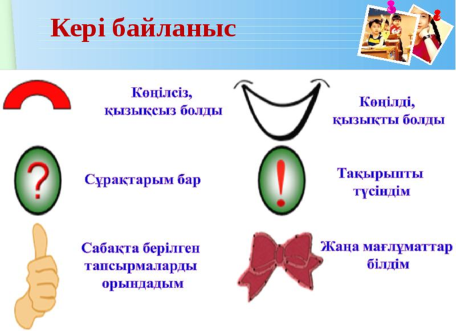 Кері байланыс
Көңілсіз,
қызықсыз болды
Көңілді,
қызықты болды
?
Сұрақтарым бар
!
Тақырыпты
түсіндім
Сабақта берілген
тапсырмаларды
орындадым
Жаңа мағлұматтар
білдім